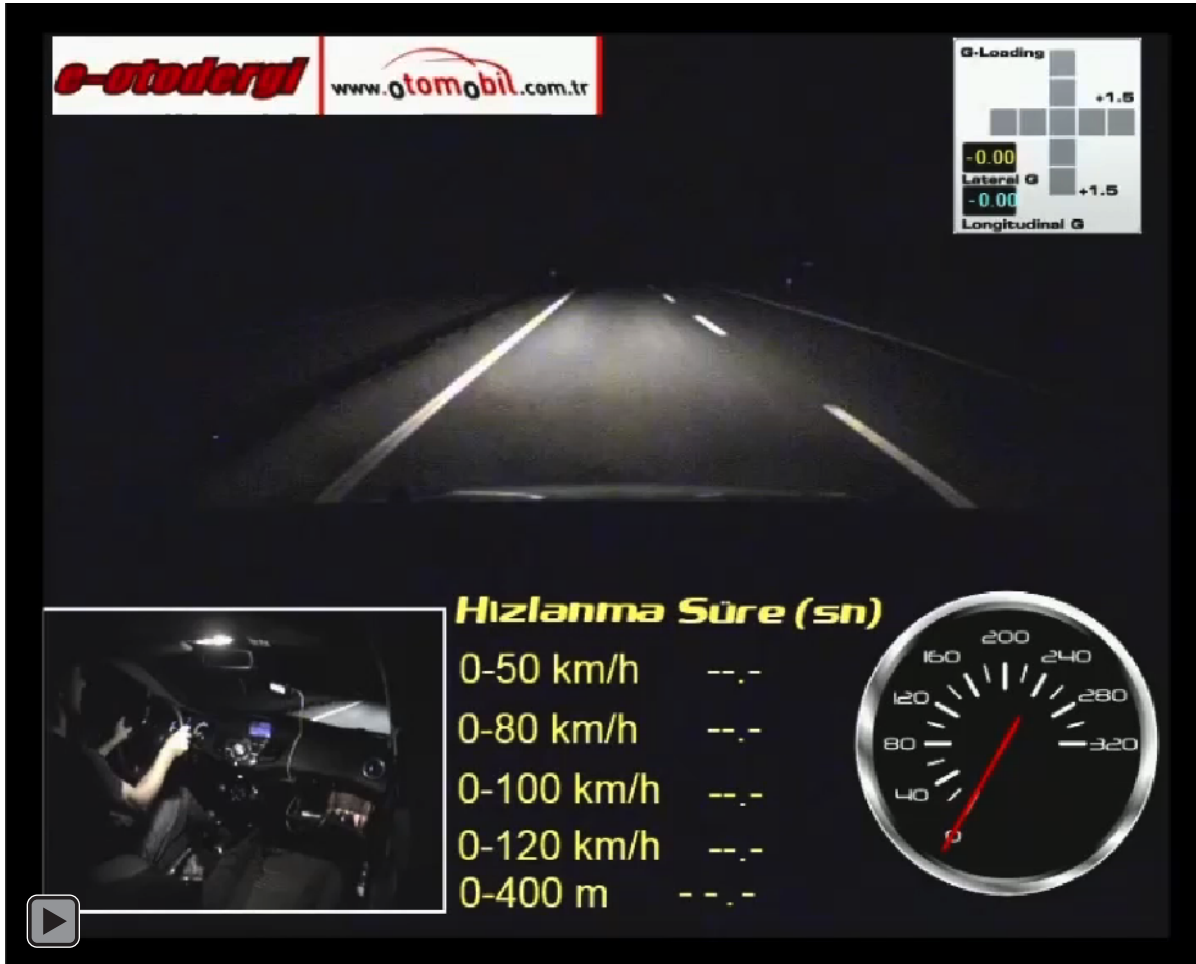 e-otodergi
www.otomobil.com.tr
G-Loading
+1.5
-0.00
Lateral G
+1.5
-0.00
Longitudinal G
Hızlanma Süre (sn)
0-50 km/h --.-
0-80 km/h --.-
0-100 km/h --.-
0-120 km/h --.-
0-400 m --.-
200
160 240
120 280
80 320
40
0